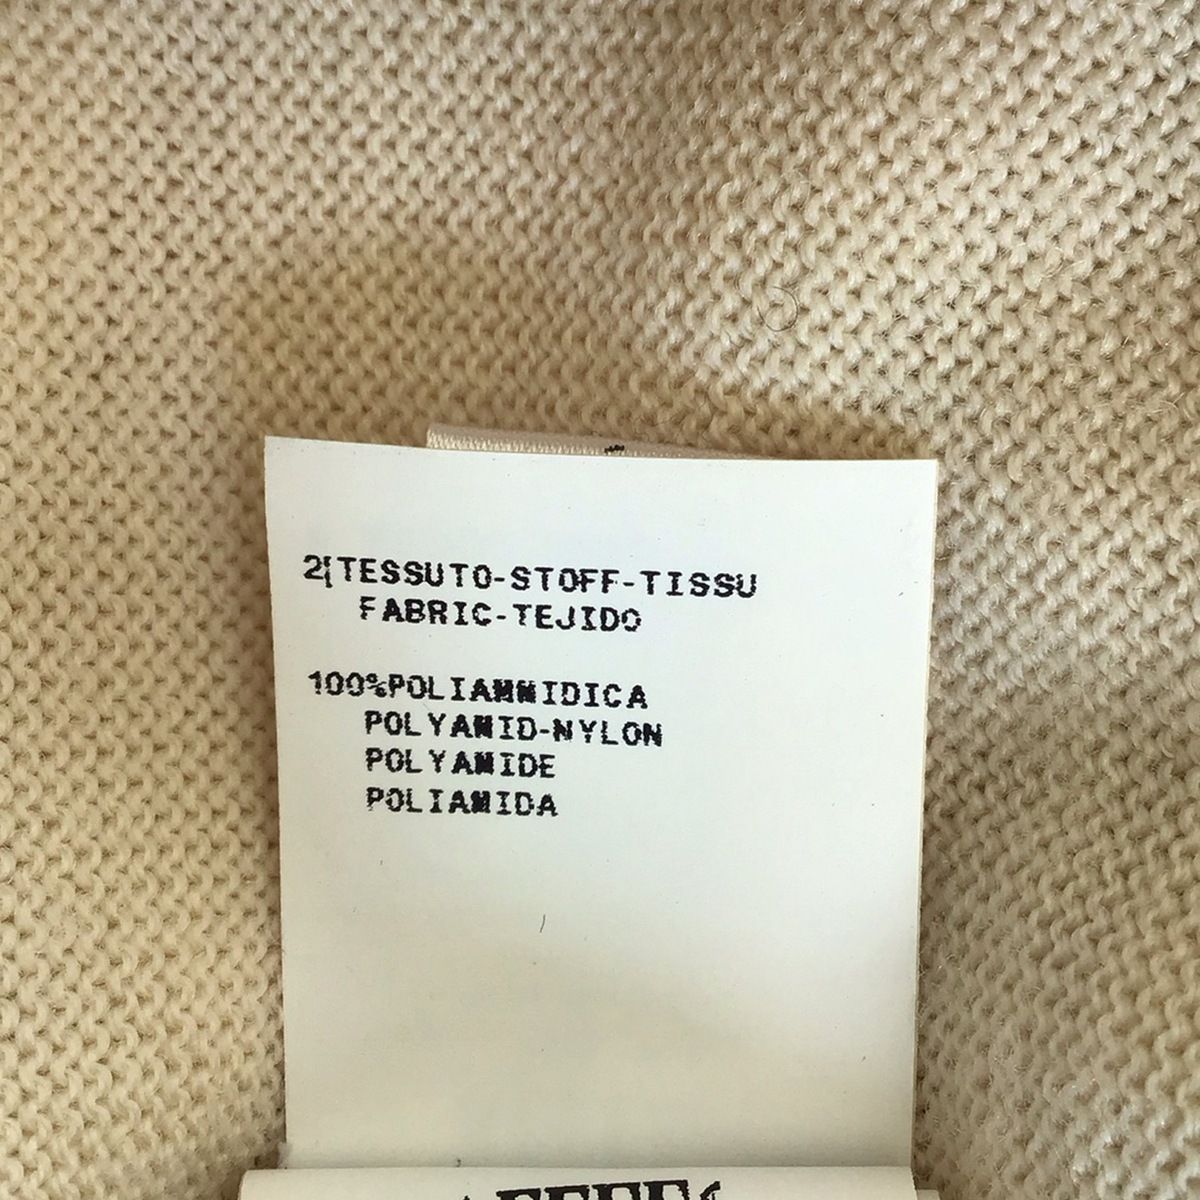 2[TESSUTO-STOFF-TISSU
FABRIC-TEJIDO
100%POLIAMMIDICA
POLYAMID-NYLON
POLYAMIDE
POLIAMIDA